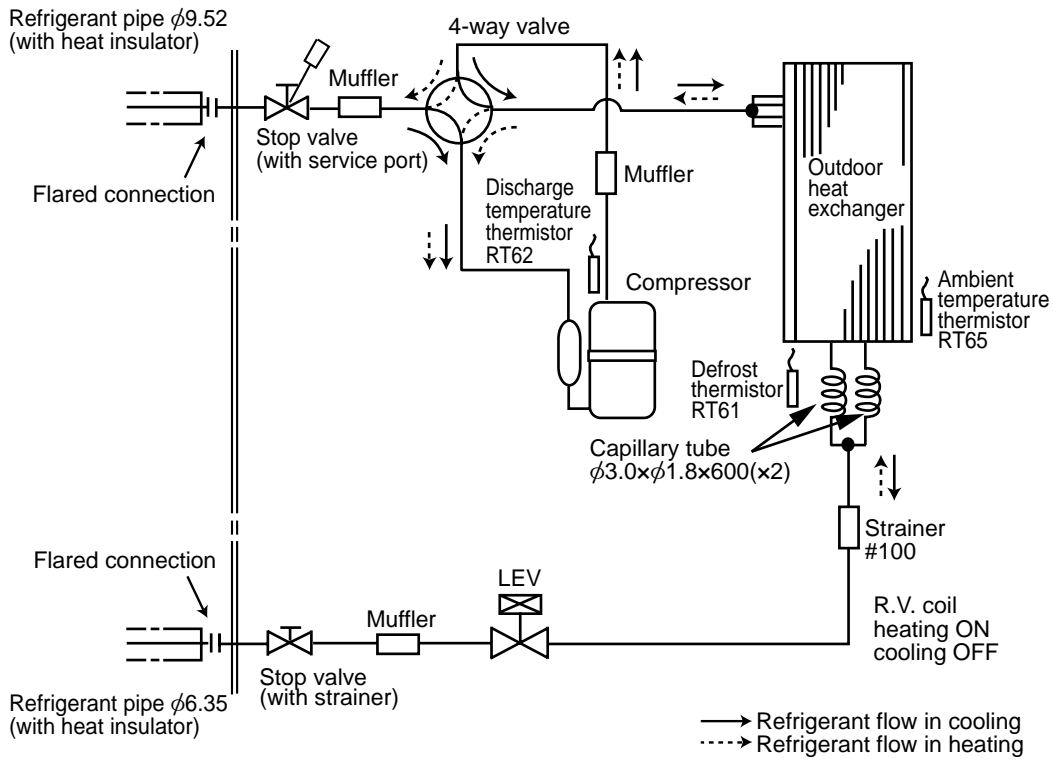 Refrigerant pipe ϕ9.52
(with heat insulator)
4-way valve
Muffler
Stop valve
(with service port)
Flared connection
Discharge
temperature
thermistor
RT62
Muffler
Compressor
Outdoor
heat
exchanger
Ambient
temperature
thermistor
RT65
Defrost
thermistor
RT61
Capillary tube
ϕ3.0×ϕ1.8×600(×2)
Strainer
#100
Flared connection
LEV
Muffler
R.V. coil
heating ON
cooling OFF
Stop valve
(with strainer)
Refrigerant pipe ϕ6.35
(with heat insulator)
Refrigerant flow in cooling
Refrigerant flow in heating